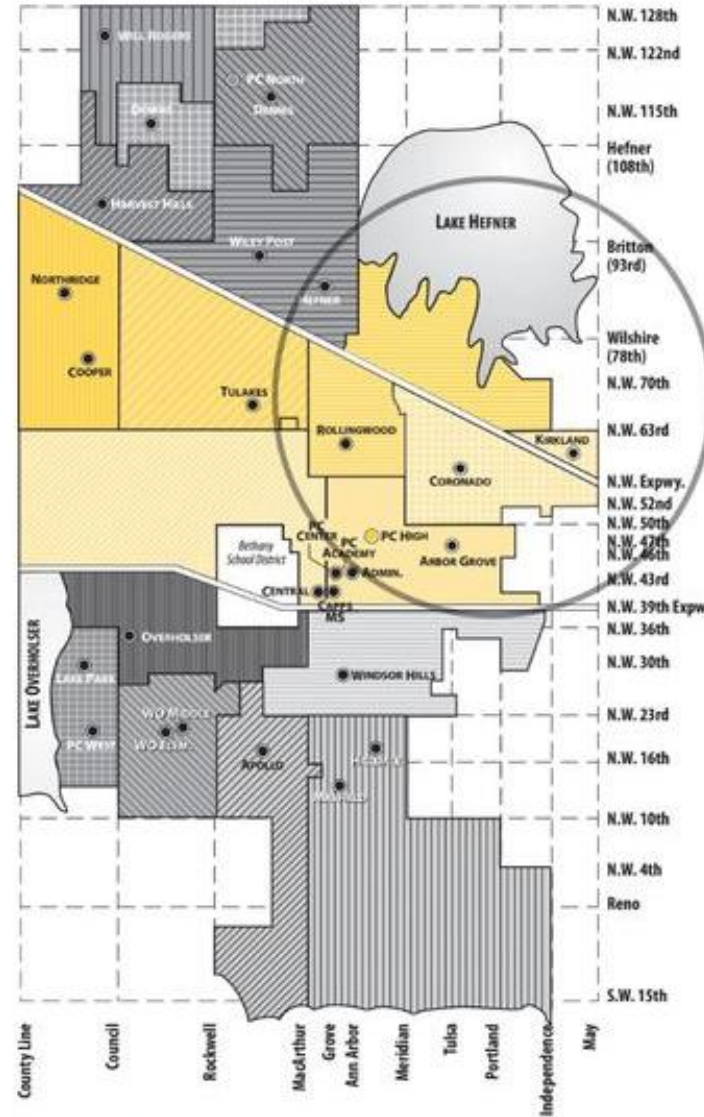 N.W. 128th
WILL ROGERS
N.W. 122nd
PC NORTH
DENNIS
N.W. 115th
Hefner
(108th)
HARVEST HILLS
LAKE HEFNER
WILEY POST
Britton
(93rd)
HEFNER
NORTHRIDGE
Wilshire
(78th)
COOPER
N.W. 70th
TULAKES
N.W. 63rd
ROLLINGWOOD
KIRKLAND
CORONADO
N.W. Expwy.
N.W. 52nd
N.W. 50th
PC
CENTER
PC HIGH
N.W. 47th
Bethany
School District
PC
ACADEMY
ARBOR GROVE
N.W. 46th
ADMIN.
N.W. 43rd
CENTRAL
CAPPS
MS
N.W. 39th Expw
N.W. 36th
OVERHOLSER
LAKE OVERHOLSER
LAKE PARK
WINDSOR HILLS
N.W. 30th
N.W. 23rd
WO MIDDLE
PC WEST
APOLLO
N.W. 16th
N.W. 10th
N.W. 4th
Reno
S.W. 15th
County Line
Council
Rockwell
MacArthur
Grove
Ann Arbor
Meridian
Tulsa
Portland
Independence
May